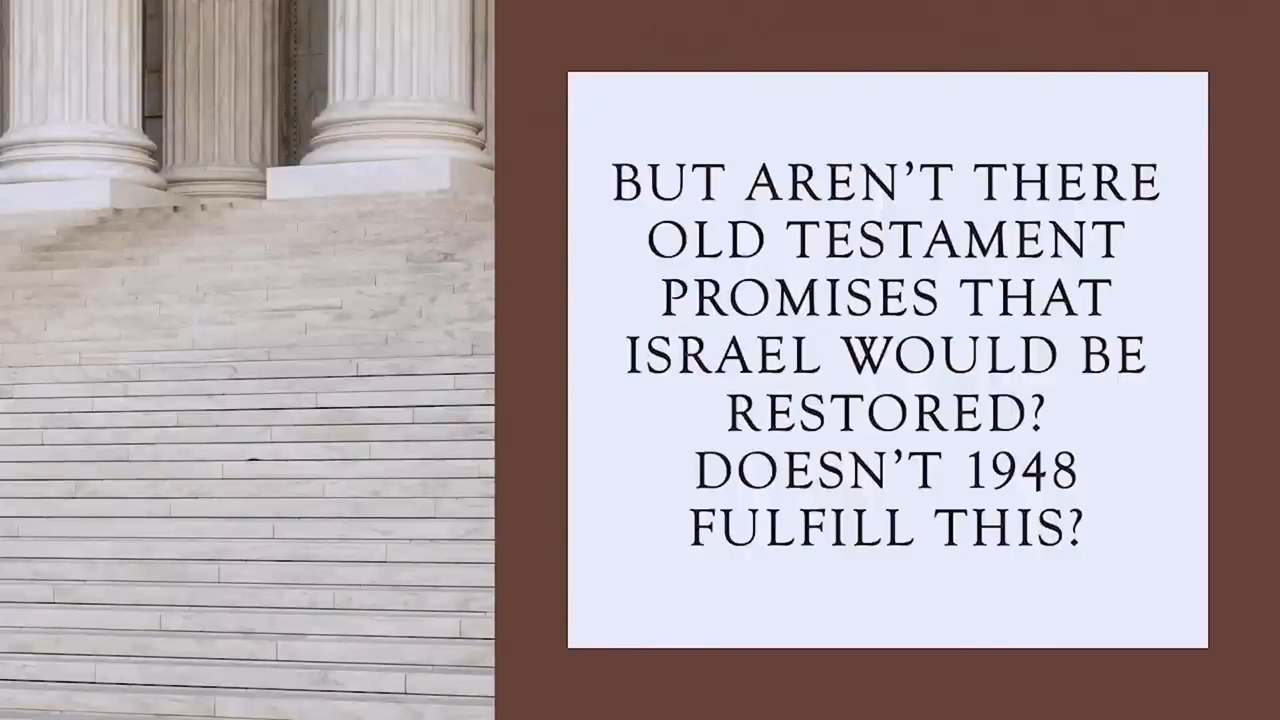 BUT AREN’T THERE
OLD TESTAMENT
PROMISES THAT
ISRAEL WOULD BE
RESTORED?
DOESN’T 1948
FULFILL THIS?